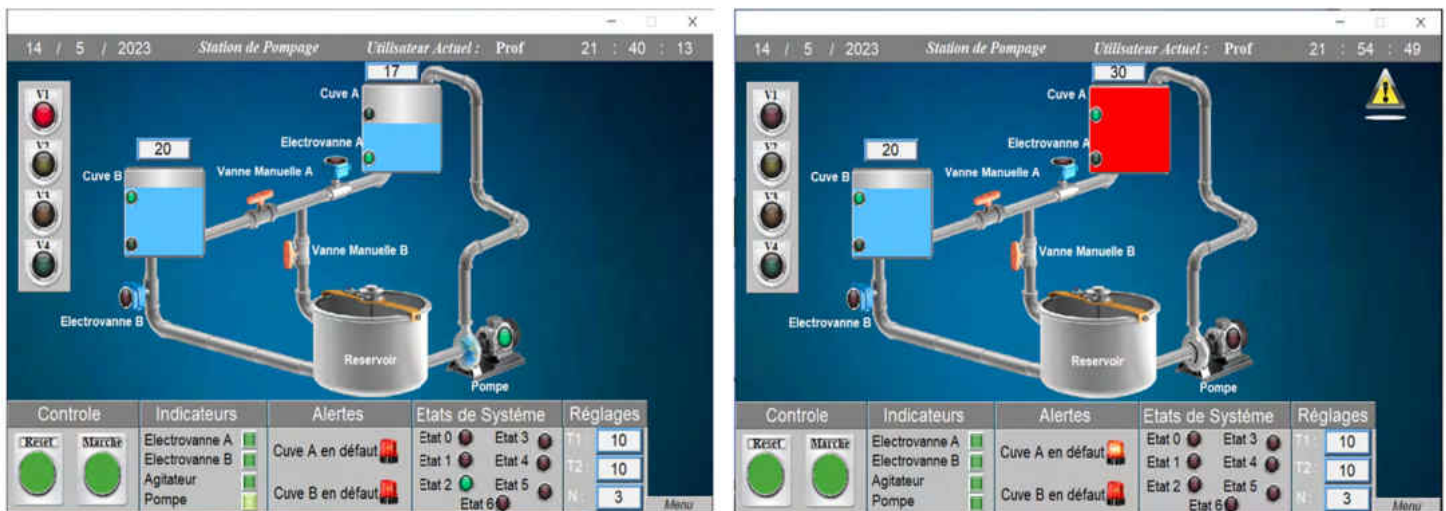 14 / 5 / 2023 Station de Pompage Utilisateur Actuel : Prof 21 : 40 : 13
17
Cuve A
V1
Electrovanne A
V2
20
Vanne Manuelle A
Cuve B
V3
V4
Vanne Manuelle B
Electrovanne B
Reservoir
Pompe
Controle Indicateurs Alertes Etats de Système Réglages
Reset Marche Electrovanne A Etat 0 Etat 3 T1 10
Electrovanne B Cuve A en défaut Etat 1 Etat 4
Agitateur Etat 2 Etat 5 T2 10
Pompe Cuve B en défaut Etat 6 N : 3
Menu
14 / 5 / 2023 Station de Pompage Utilisateur Actuel : Prof 21 : 54 : 49
30
Cuve A
V1
Electrovanne A
V2
20
Vanne Manuelle A
Cuve B
V3
V4
Vanne Manuelle B
Electrovanne B
Reservoir
Pompe
Controle Indicateurs Alertes Etats de Système Réglages
Reset Marche Electrovanne A Etat 0 Etat 3 T1 : 10
Electrovanne B Cuve A en défaut Etat 1 Etat 4
Agitateur Etat 2 Etat 5 T2 : 10
Pompe Cuve B en défaut Etat 6 N : 3
Menu